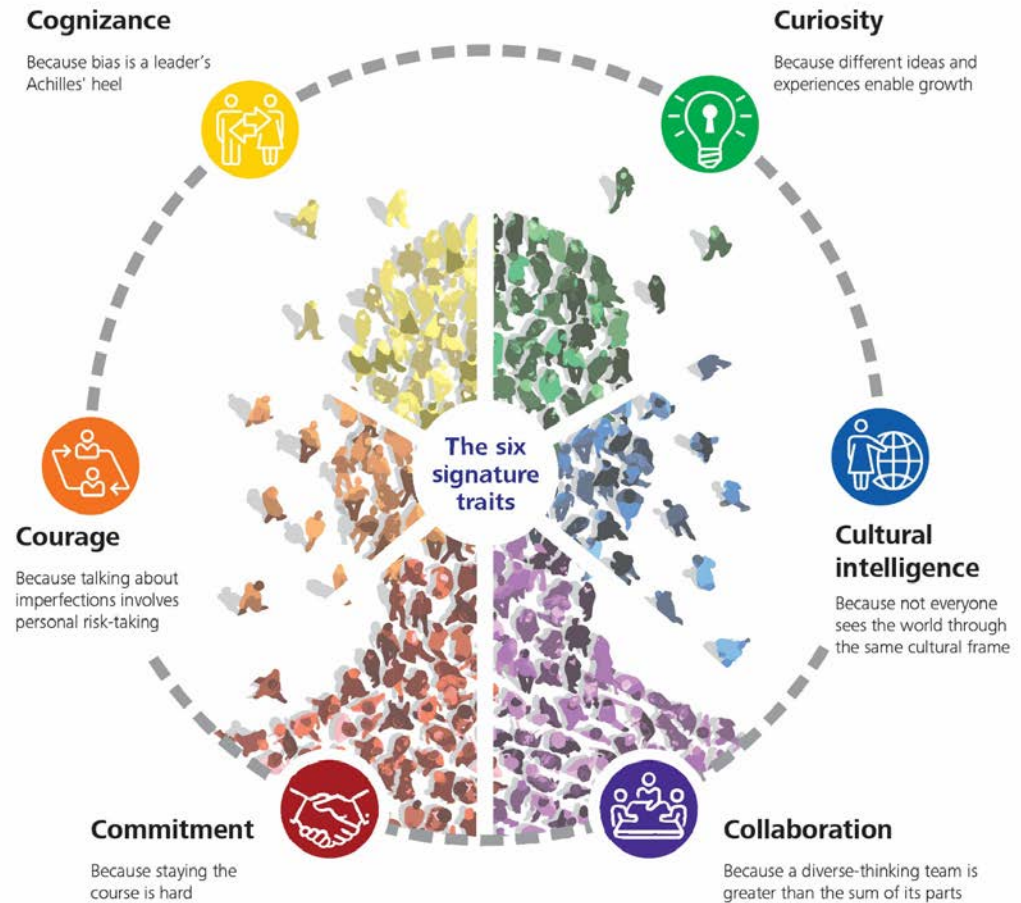 Cognizance
Because bias is a leader's
Achilles' heel
Curiosity
Because different ideas and
experiences enable growth
The six
signature
traits
Courage
Because talking about
imperfections involves
personal risk-taking
Cultural
intelligence
Because not everyone
sees the world through
the same cultural frame
Commitment
Because staying the
course is hard
Collaboration
Because a diverse-thinking team is
greater than the sum of its parts